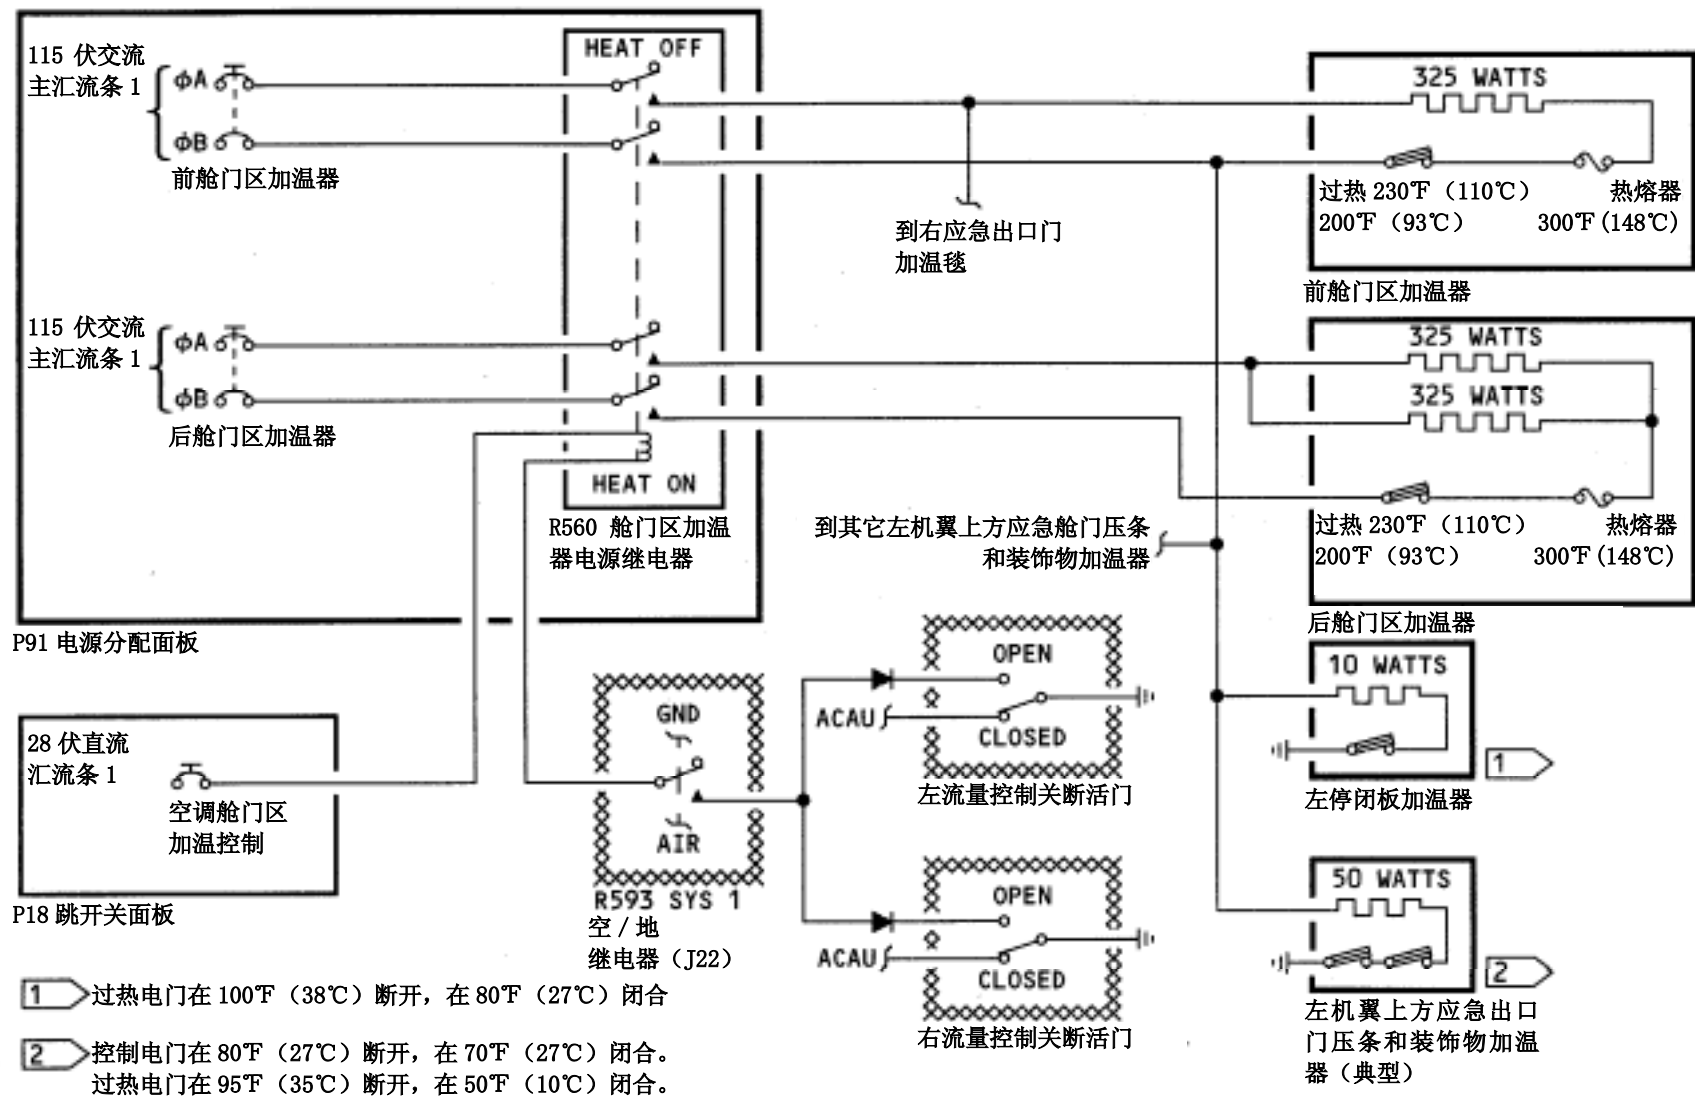 115 伏交流
主汇流条 1
ΦA
ΦB
前舱门区加温器
HEAT OFF
到右应急出口门
加温毯
325 WATTS
过热 230℉（110℃）
200℉（93℃）
热熔器
300℉(148℃)
前舱门区加温器
115 伏交流
主汇流条 1
ΦA
ΦB
后舱门区加温器
HEAT ON
R560 舱门区加温
器电源继电器
325 WATTS
325 WATTS
过热 230℉（110℃）
200℉（93℃）
热熔器
300℉(148℃)
后舱门区加温器
到其它左机翼上方应急舱门压条
和装饰物加温器
P91 电源分配面板
28 伏直流
汇流条 1
空调舱门区
加温控制
P18 跳开关面板
GND
AIR
R593 SYS 1
空/地
继电器（J22）
OPEN
ACAU
CLOSED
左流量控制关断活门
OPEN
ACAU
CLOSED
右流量控制关断活门
10 WATTS
1
左停闭板加温器
50 WATTS
2
左机翼上方应急出口
门压条和装饰物加温
器（典型）
1 过热电门在 100℉（38℃）断开，在 80℉（27℃）闭合
2 控制电门在 80℉（27℃）断开，在 70℉（27℃）闭合。
过热电门在 95℉（35℃）断开，在 50℉（10℃）闭合。